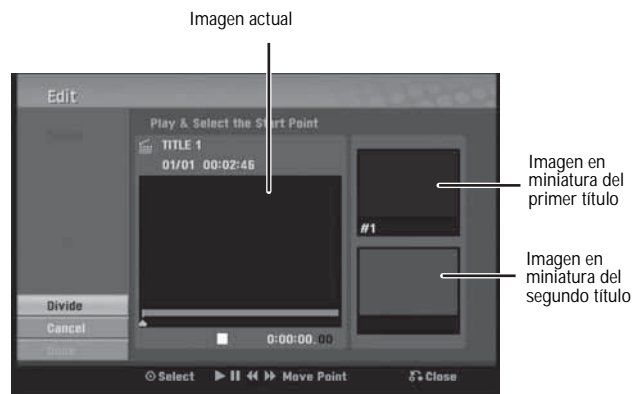 Imagen actual
Edit
Play & Select the Start Point
TITLE 1
01/01 00:02:46
#1
Imagen en
miniatura del
primer título
Imagen en
miniatura del
segundo título
Divide
Cancel
0:00:00 00
Select
Move Point
Close